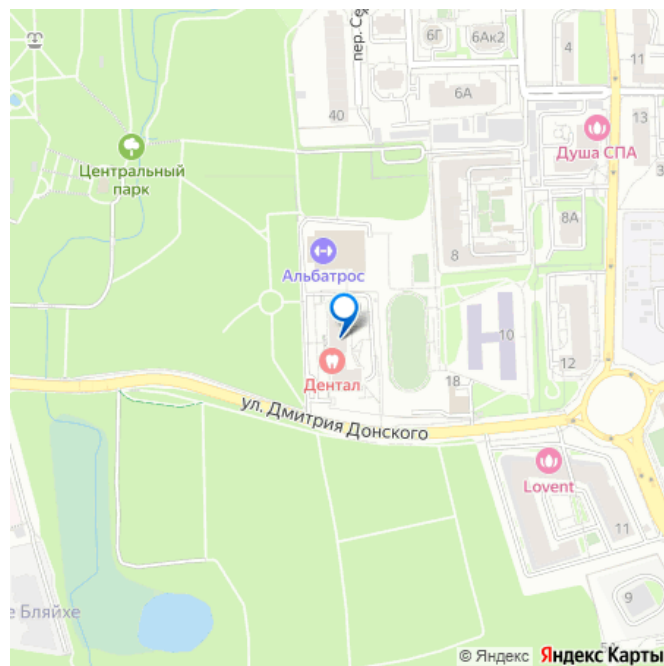 пер. Се
6Г
6Ак2
4
11
6А
40
13
Душа СПА
З
Центральный
парк
8А
8
Альбатрос
10
12
Дентал
18
ул. Дмитрия Донского
Lovent
11
е Бляйхе
9
© Яндекс Яндекс Карты